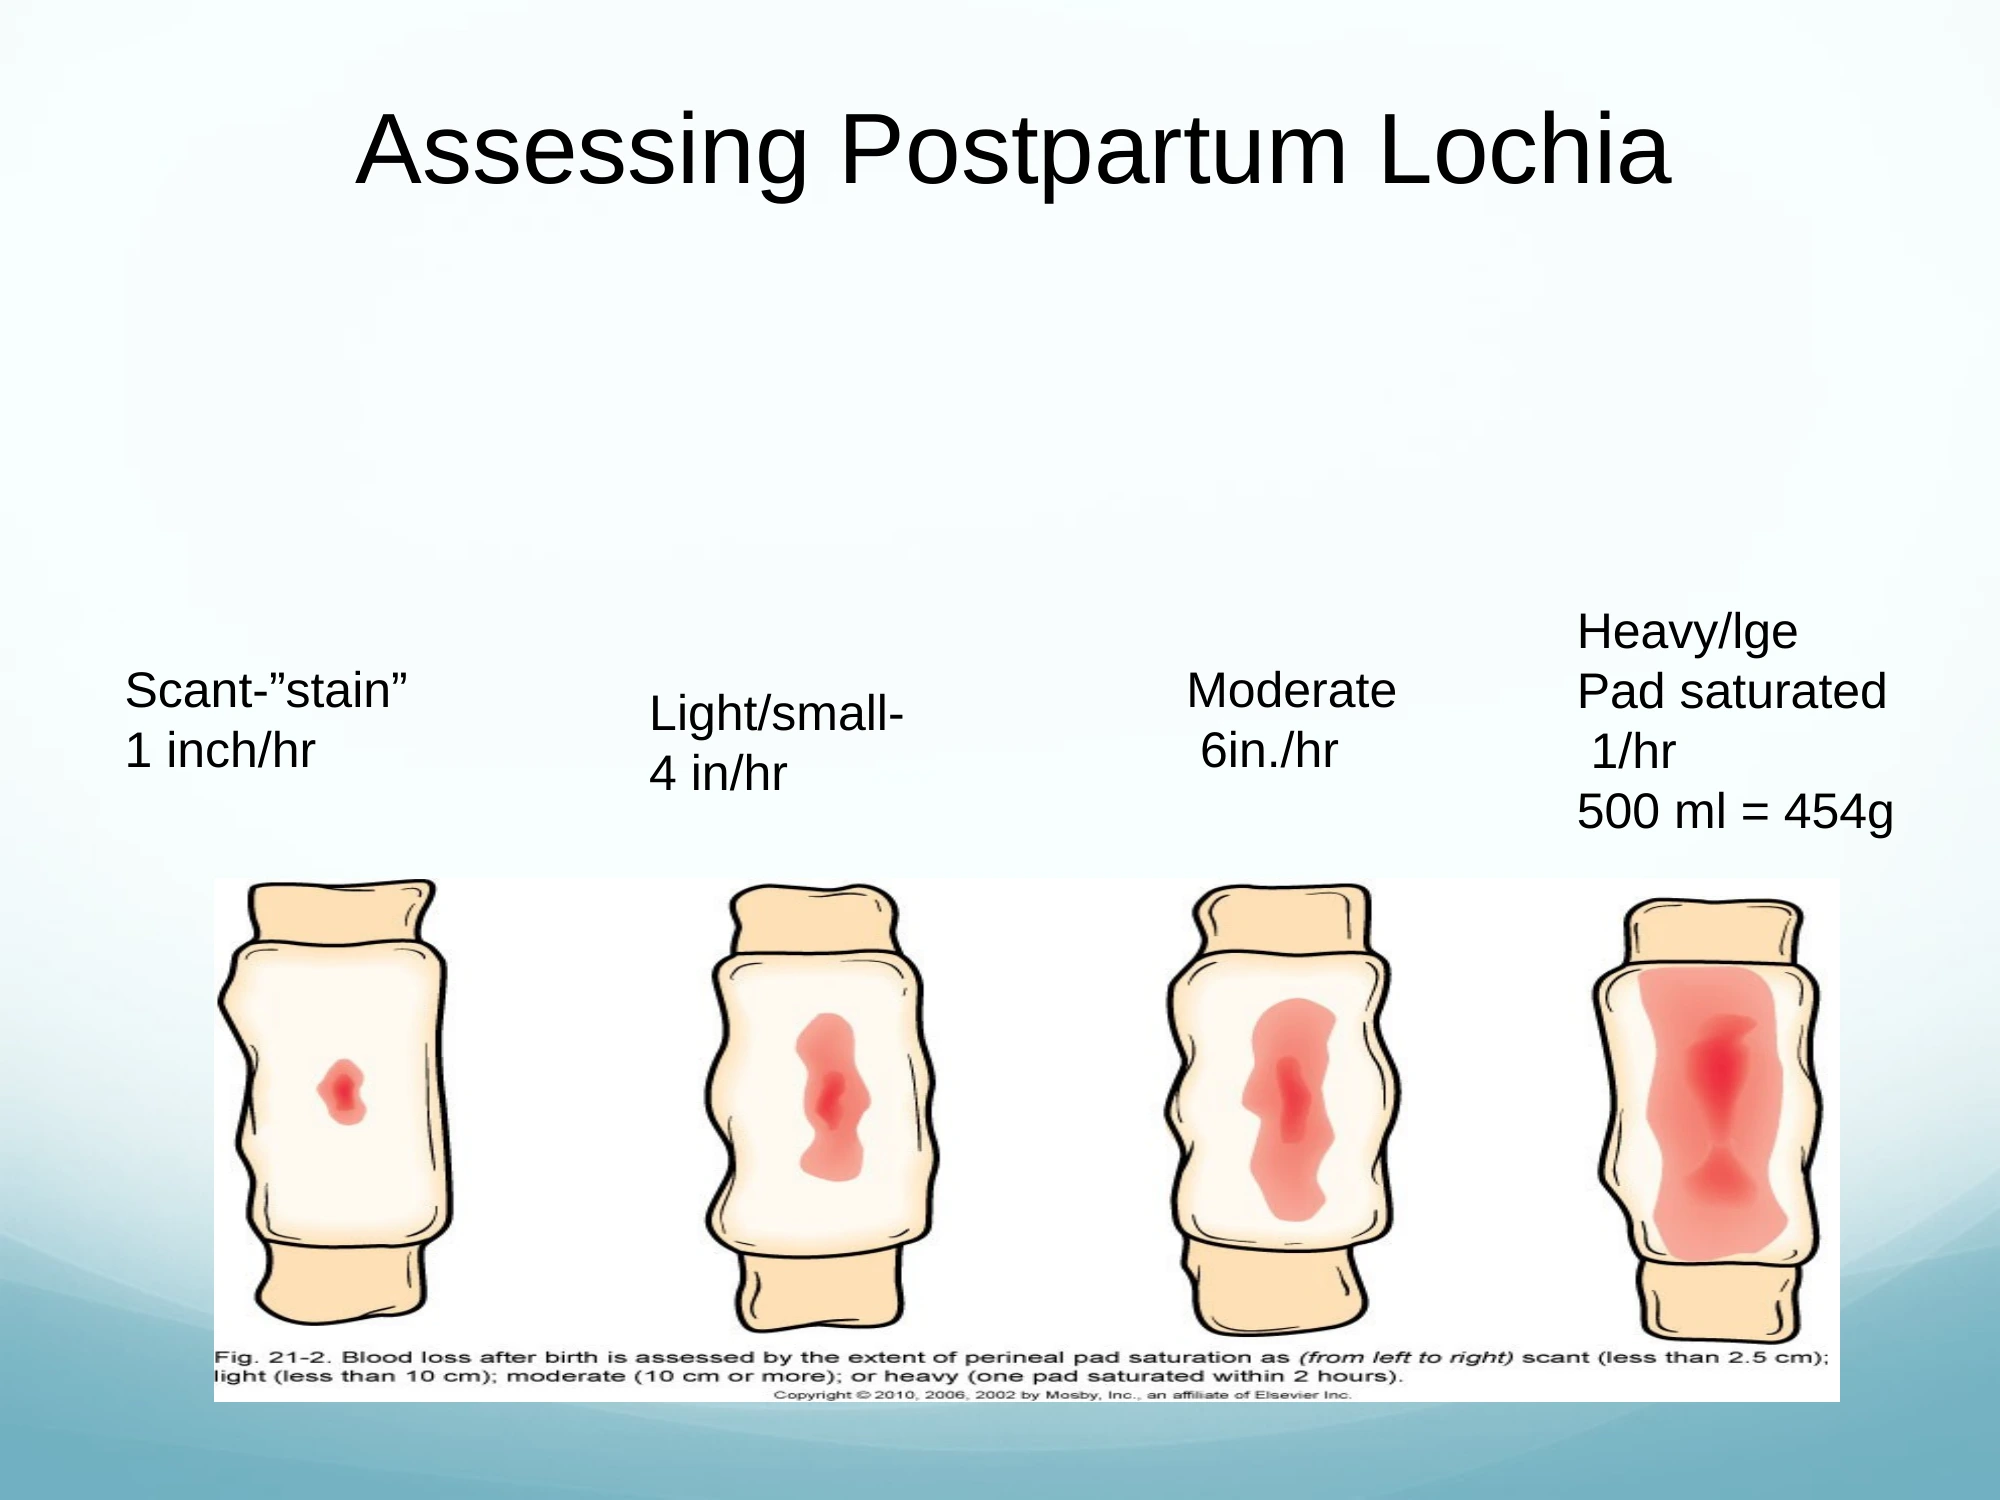 Assessing Postpartum Lochia
Scant-”stain”
1 inch/hr
Light/small-
4 in/hr
Moderate
6in./hr
Heavy/lge
Pad saturated
1/hr
500 ml = 454g
Fig. 21-2. Blood loss after birth is assessed by the extent of perineal pad saturation as (from left to right) scant (less than 2.5 cm);
light (less than 10 cm); moderate (10 cm or more); or heavy (one pad saturated within 2 hours).
Copyright © 2010, 2006, 2002 by Mosby, Inc., an affiliate of Elsevier Inc.